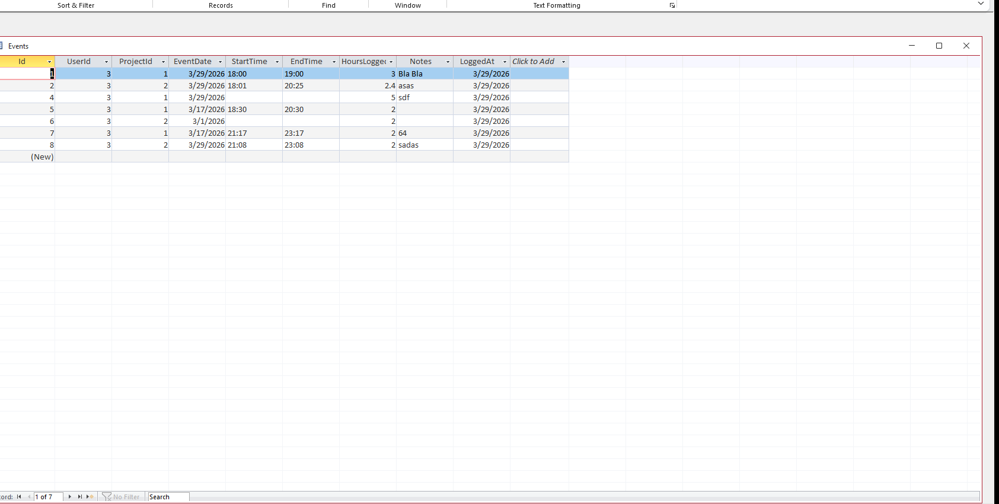 Sort & Filter Records Find Window Text Formatting
Events
Id UserId ProjectId EventDate StartTime EndTime HoursLogged Notes LoggedAt Click to Add
1 3 1 3/29/2026 18:00 19:00 3 Bla Bla 3/29/2026
2 3 2 3/29/2026 18:01 20:25 2.4 asas 3/29/2026
4 3 1 3/29/2026 5 sdf 3/29/2026
5 3 1 3/17/2026 18:30 20:30 2 3/29/2026
6 3 2 3/1/2026 2 3/29/2026
7 3 1 3/17/2026 21:17 23:17 2 64 3/29/2026
8 3 2 3/29/2026 21:08 23:08 2 sadas 3/29/2026
(New)
ord: 1 of 7 No Filter Search